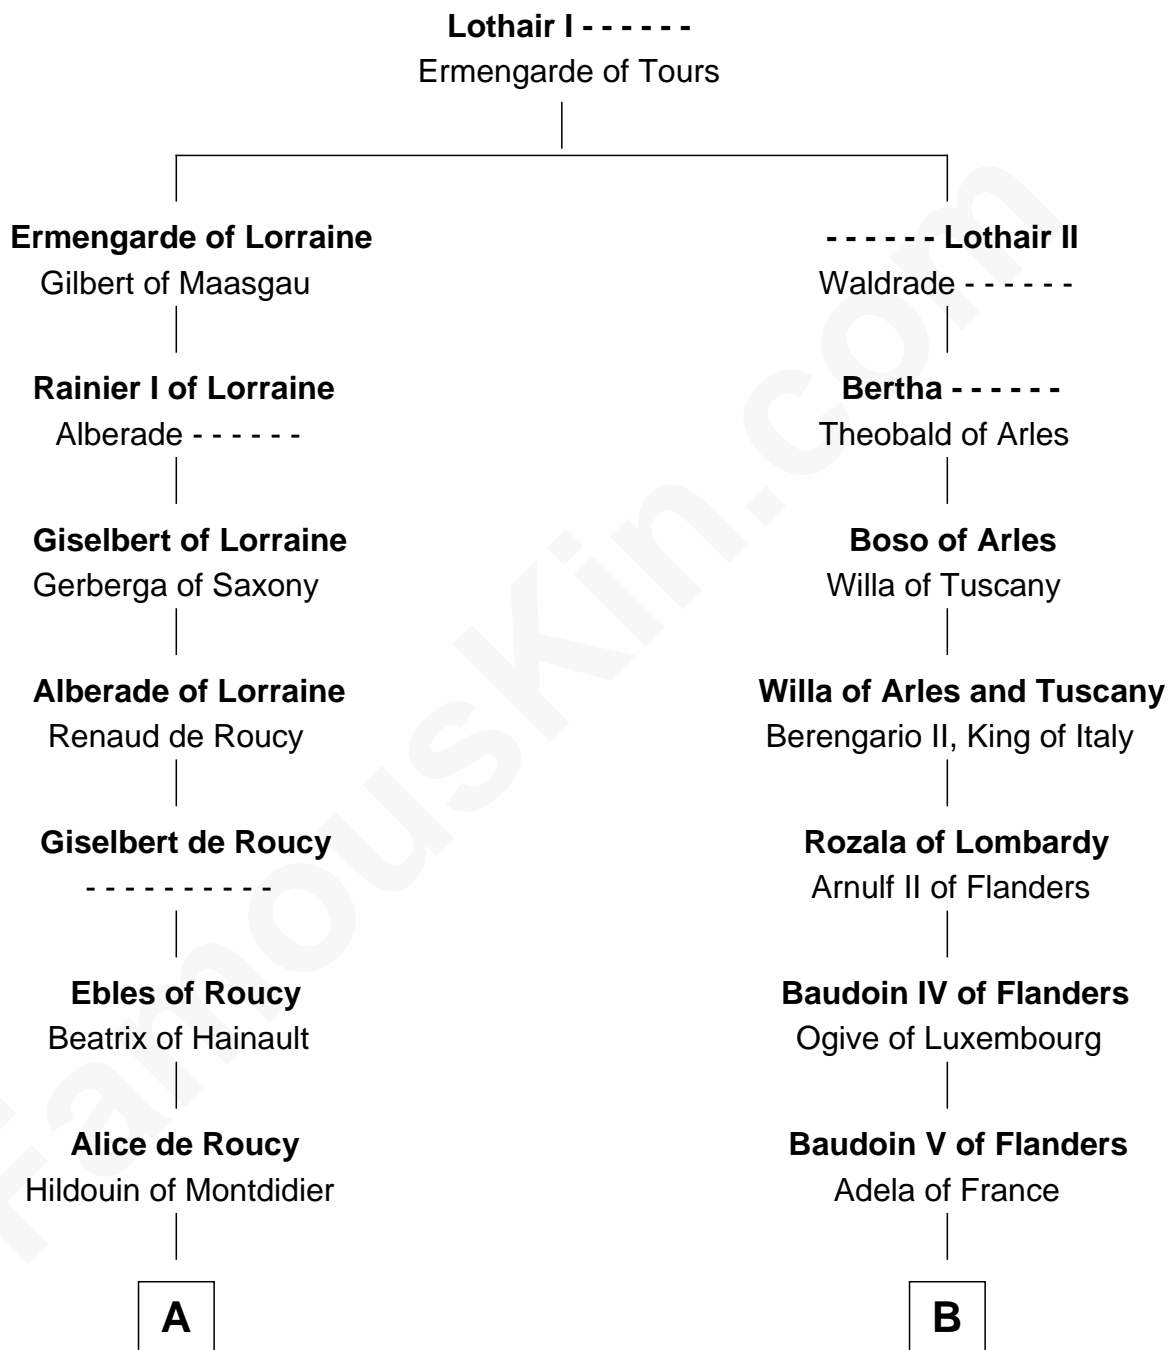 Lothair I - - - - - -
Ermengarde of Tours
Ermengarde of Lorraine
Gilbert of Maasgau
Rainier I of Lorraine
Alberade - - - - - -
Giselbert of Lorraine
Gerberga of Saxony
Alberade of Lorraine
Renaud de Roucy
Giselbert de Roucy
- - - - - - - - - -
Ebles of Roucy
Beatrix of Hainault
Alice de Roucy
Hildouin of Montdidier
A
- - - - - - Lothair II
Waldrade - - - - - -
Bertha - - - - - -
Theobald of Arles
Boso of Arles
Willa of Tuscany
Willa of Arles and Tuscany
Berengario II, King of Italy
Rozala of Lombardy
Arnulf II of Flanders
Baudoin IV of Flanders
Ogive of Luxembourg
Baudoin V of Flanders
Adela of France
B
FamousKin.com